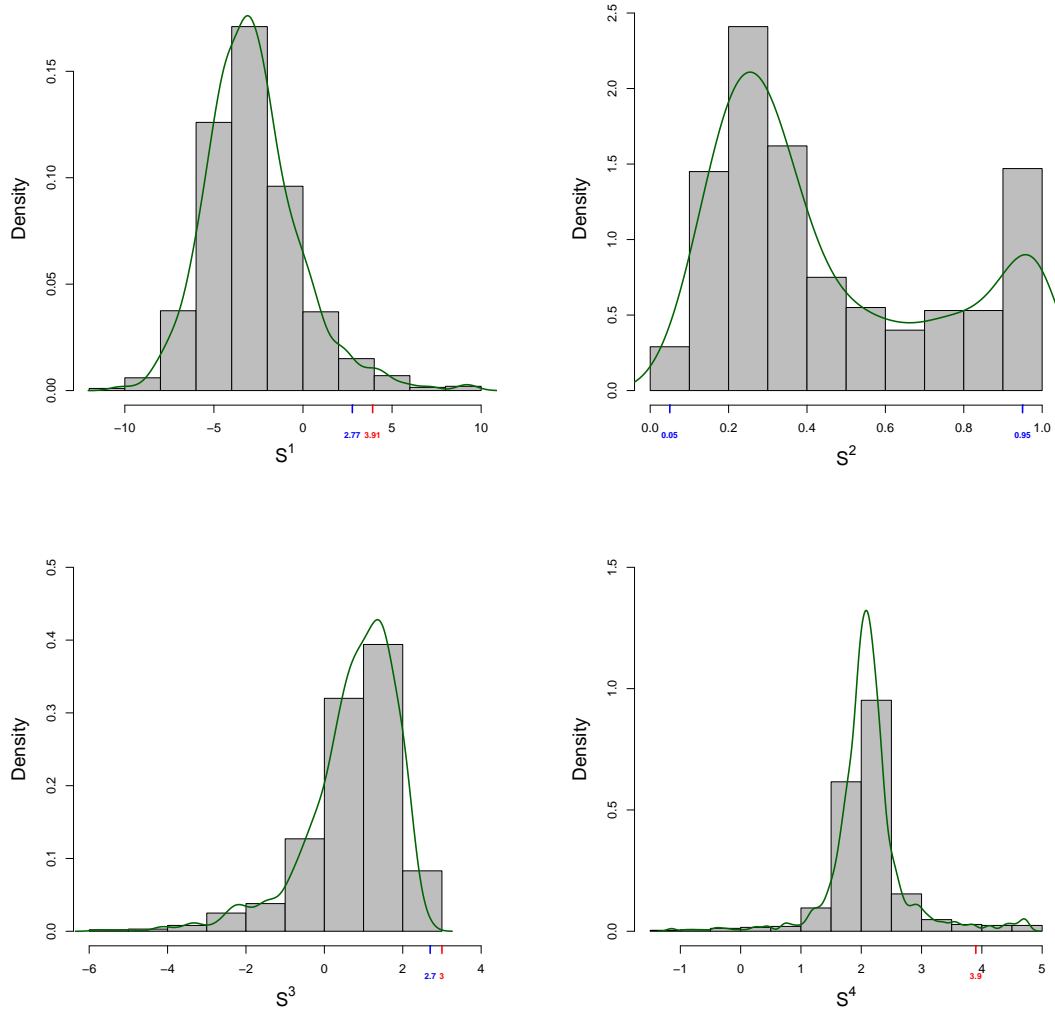 Density
0.00 0.05 0.10 0.15
−10 −5 0 5 10
2.77 3.91
S¹
Density
0.0 0.5 1.0 1.5 2.0 2.5
0.0 0.2 0.4 0.6 0.8 1.0
0.05 0.95
S²
Density
0.0 0.1 0.2 0.3 0.4 0.5
−6 −4 −2 0 2 4
2.7 3
S³
Density
0.0 0.5 1.0 1.5
−1 0 1 2 3 4 5
3.9
S⁴